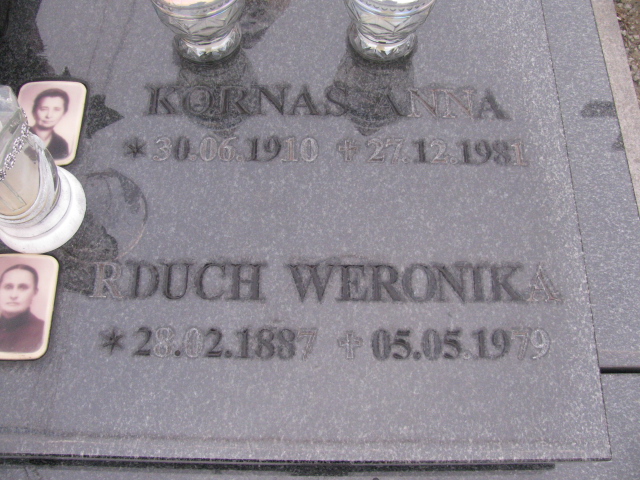 KORNAS ANNA
* 30.06.1910 † 27.12.1981
RDUCH WERONIKA
* 28.02.1887 † 05.05.1979